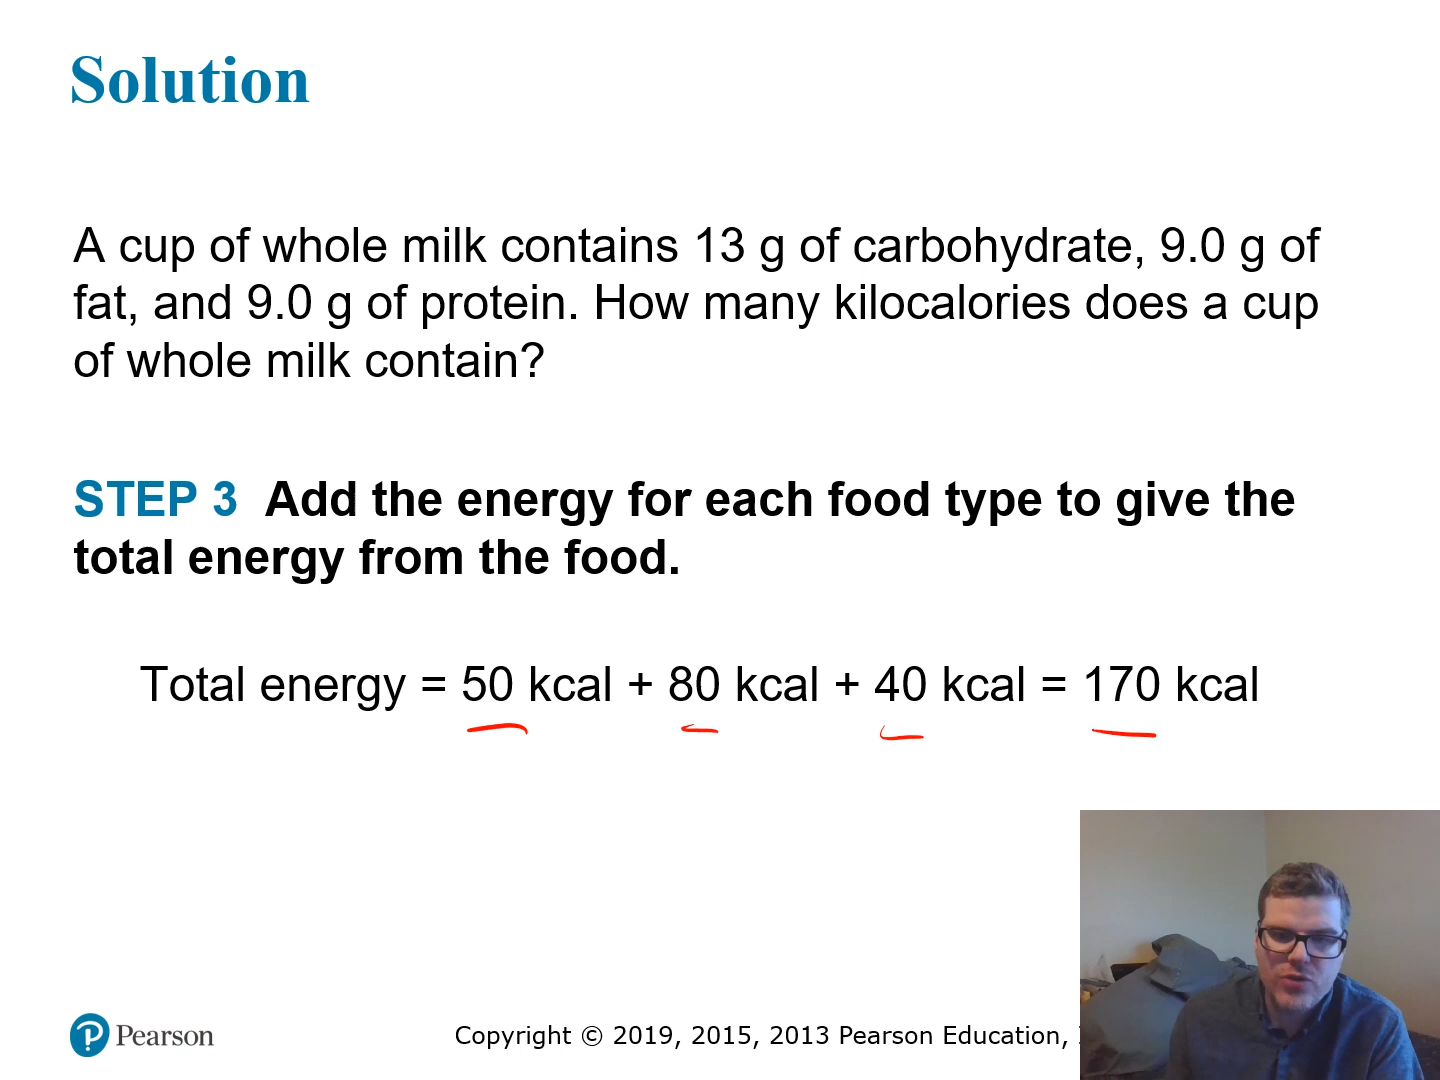 Solution
A cup of whole milk contains 13 g of carbohydrate, 9.0 g of
fat, and 9.0 g of protein. How many kilocalories does a cup
of whole milk contain?
STEP 3 Add the energy for each food type to give the
total energy from the food.
Total energy = 50 kcal + 80 kcal + 40 kcal = 170 kcal
Pearson
Copyright © 2019, 2015, 2013 Pearson Education,